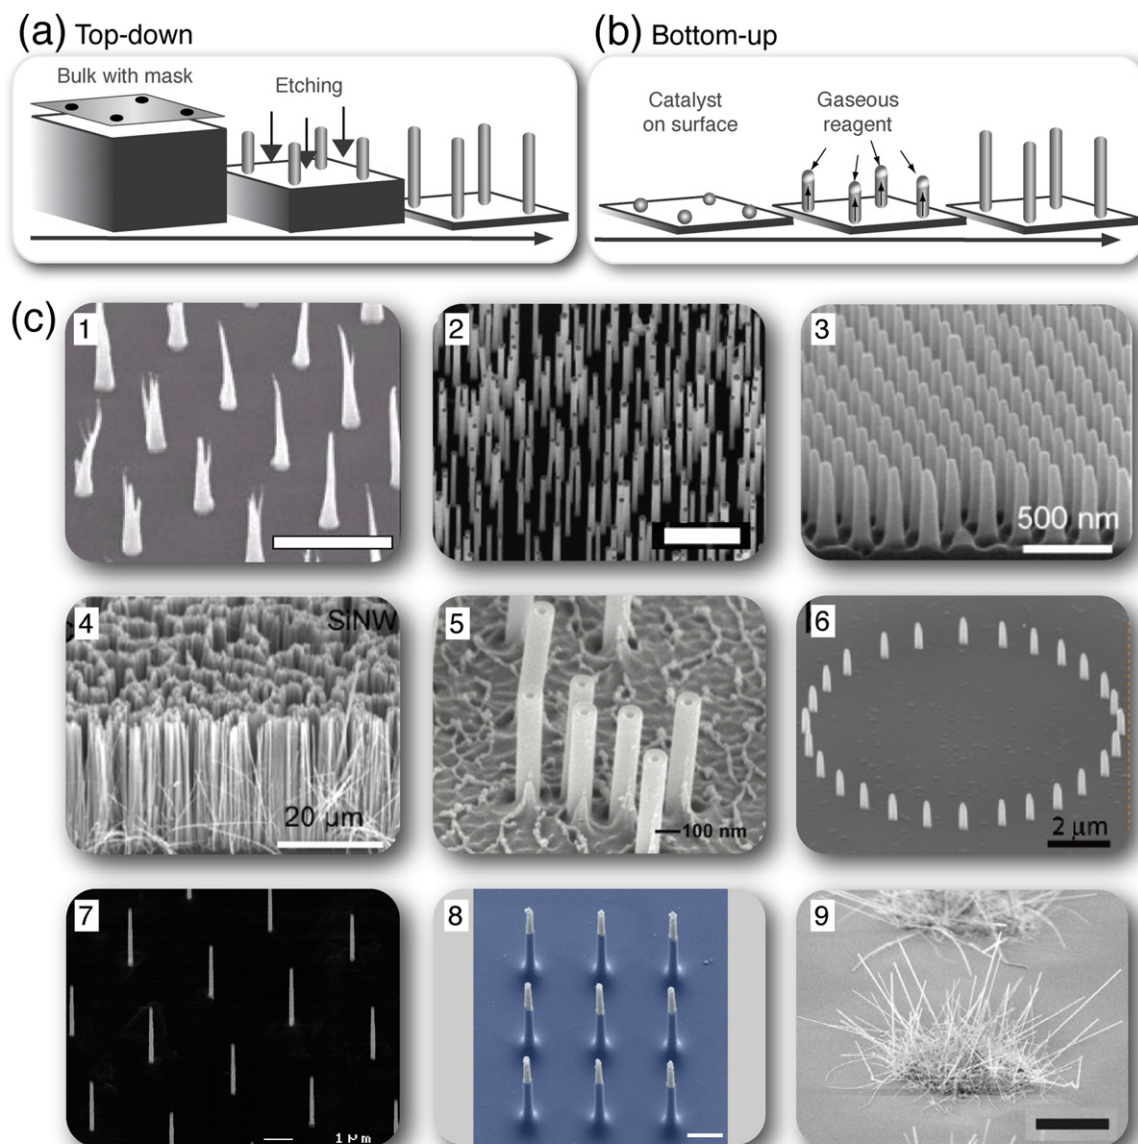 (a) Top-down
Bulk with mask
Etching
(b) Bottom-up
Catalyst
on surface
Gaseous
reagent
(c)
1
2
3
500 nm
4
SiNW
20 µm
5
100 nm
6
2 µm
7
1 µm
8
9